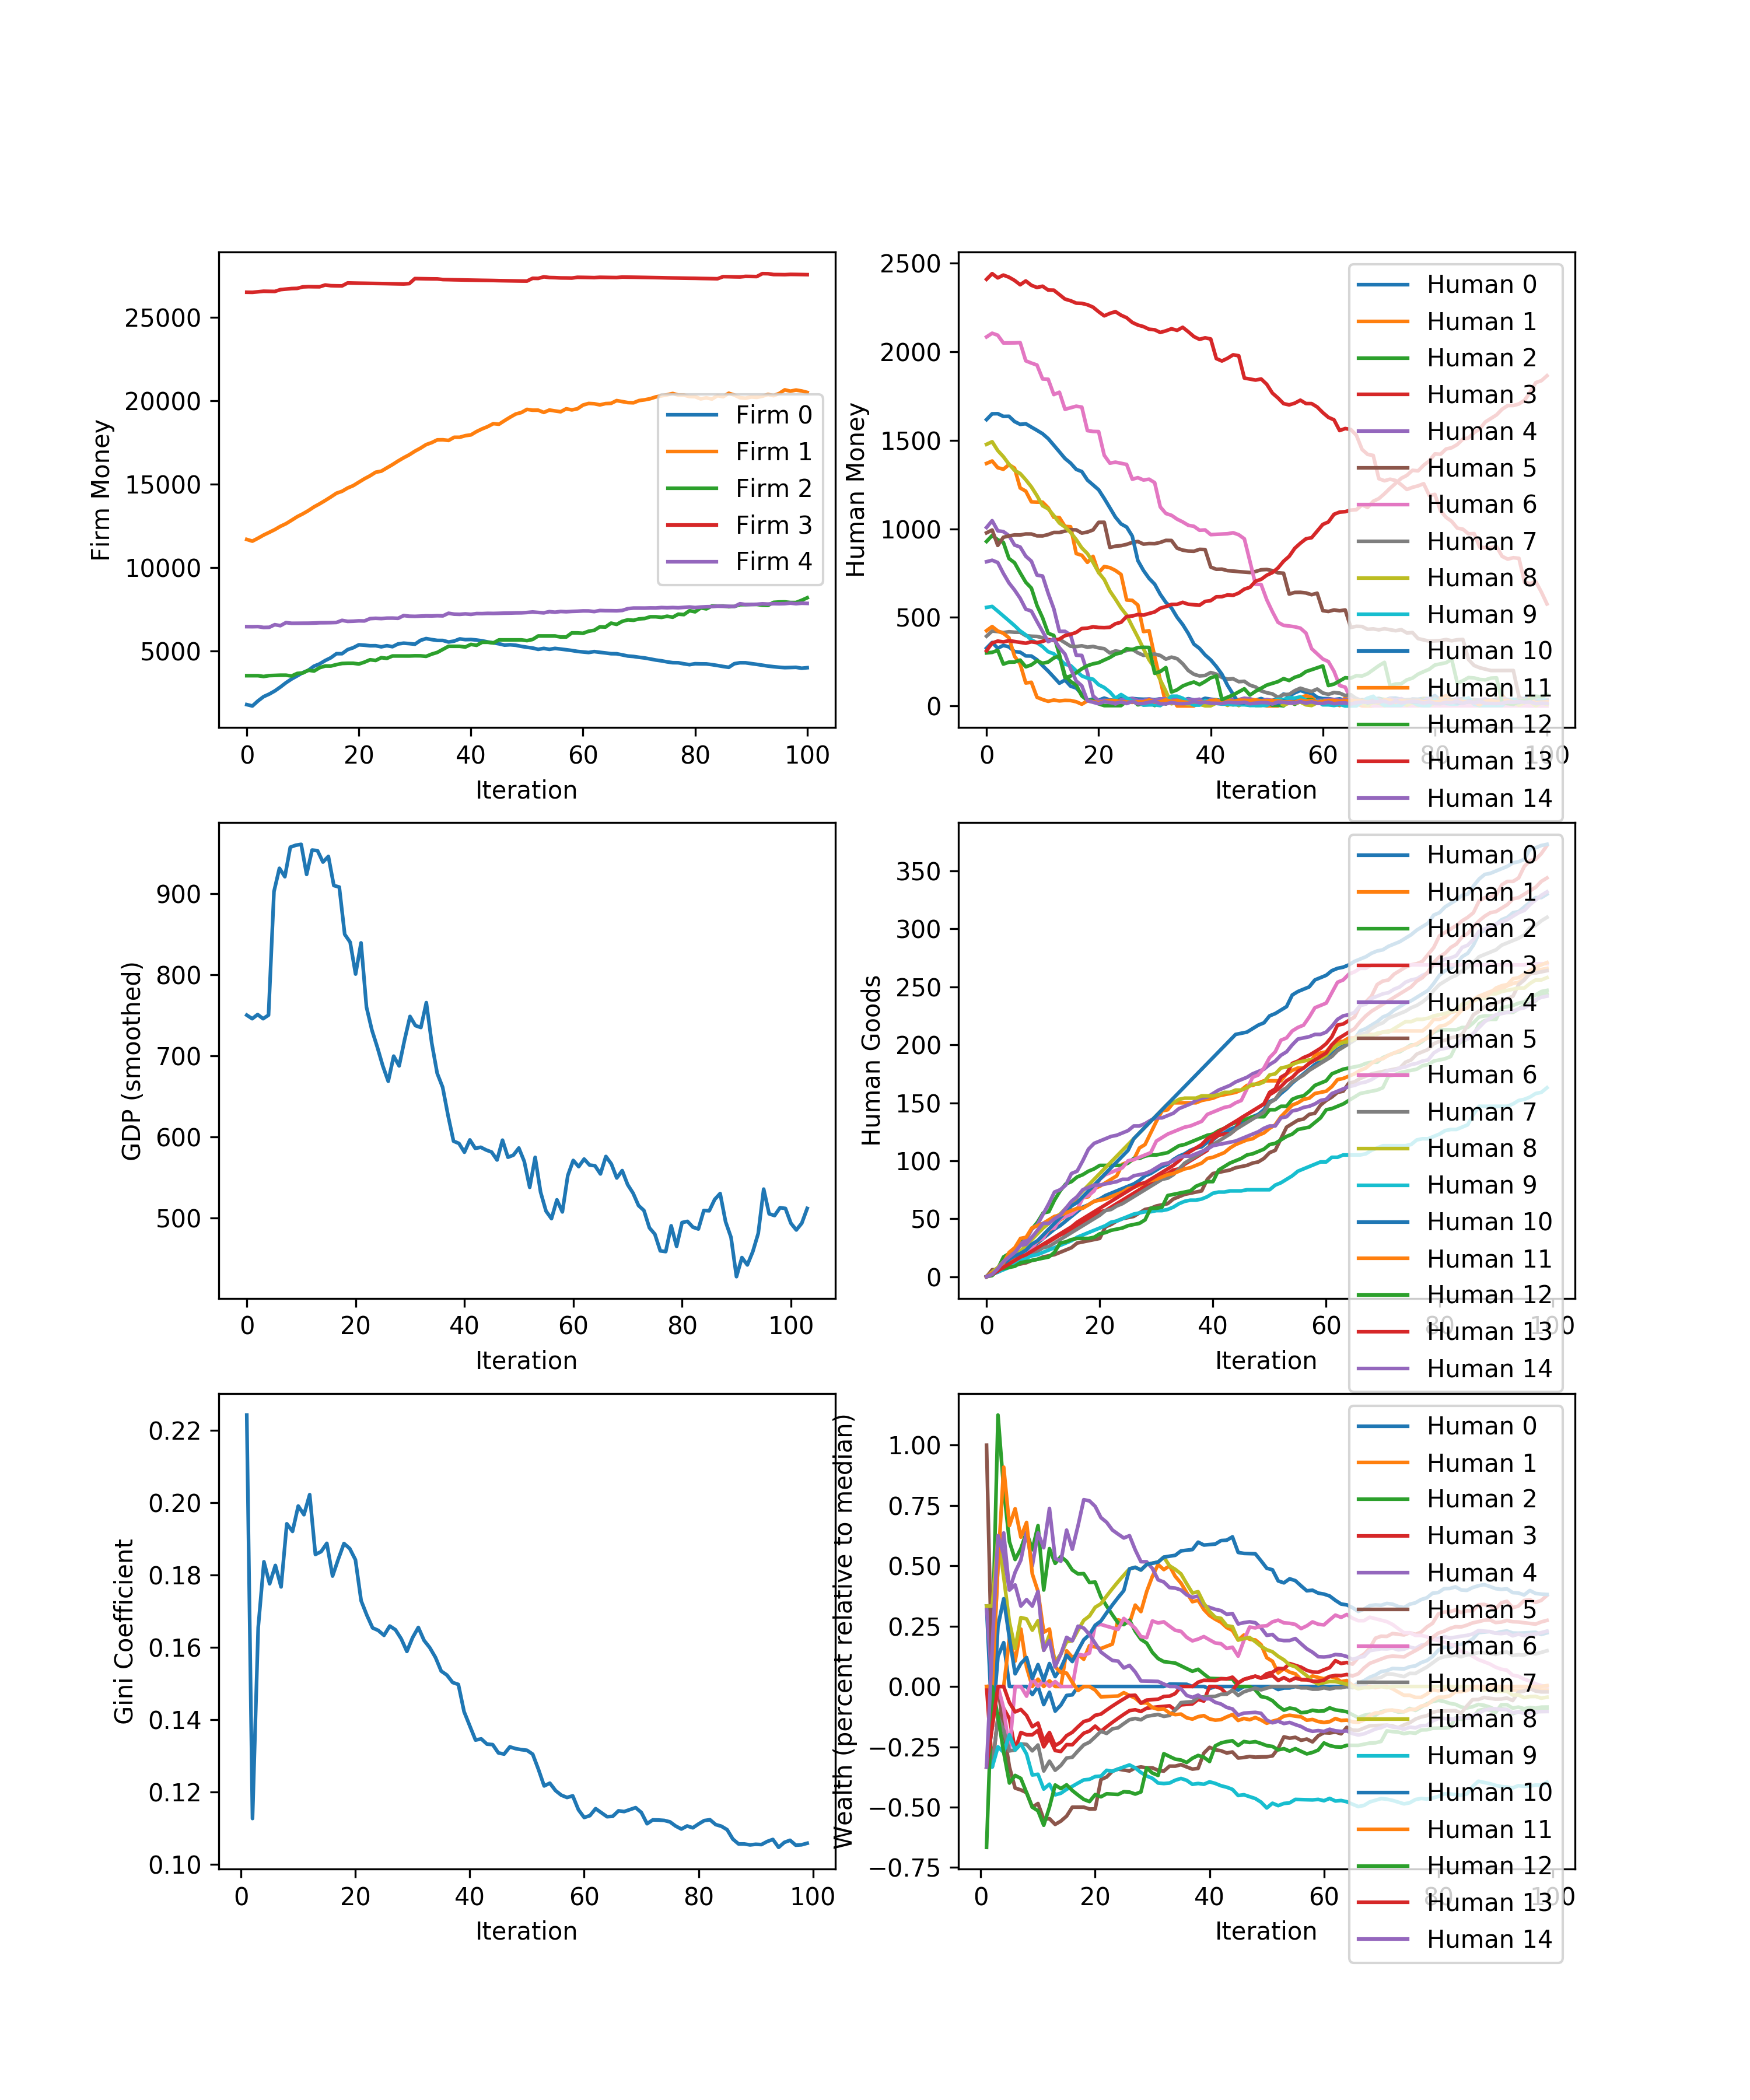 25000
20000
15000
10000
5000
Firm Money
Firm 0
Firm 1
Firm 2
Firm 3
Firm 4
0 20 40 60 80 100
Iteration
2500
2000
1500
1000
500
0
Human Money
Human 0
Human 1
Human 2
Human 3
Human 4
Human 5
Human 6
Human 7
Human 8
Human 9
Human 10
Human 11
Human 12
Human 13
Human 14
0 20 40 60 80 100
Iteration
900
800
700
600
500
GDP (smoothed)
0 20 40 60 80 100
Iteration
350
300
250
200
150
100
50
0
Human Goods
Human 0
Human 1
Human 2
Human 3
Human 4
Human 5
Human 6
Human 7
Human 8
Human 9
Human 10
Human 11
Human 12
Human 13
Human 14
0 20 40 60 80 100
Iteration
0.22
0.20
0.18
0.16
0.14
0.12
0.10
Gini Coefficient
0 20 40 60 80 100
Iteration
1.00
0.75
0.50
0.25
0.00
−0.25
−0.50
−0.75
Wealth (percent relative to median)
Human 0
Human 1
Human 2
Human 3
Human 4
Human 5
Human 6
Human 7
Human 8
Human 9
Human 10
Human 11
Human 12
Human 13
Human 14
0 20 40 60 80 100
Iteration